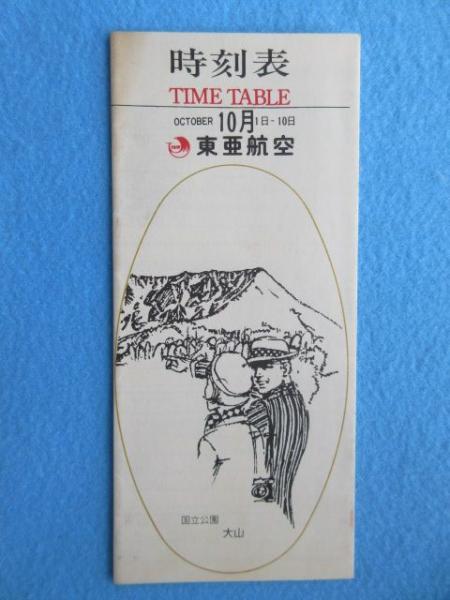 時刻表
TIME TABLE
OCTOBER 10月1日-10日
東亜航空
国立公園
大山